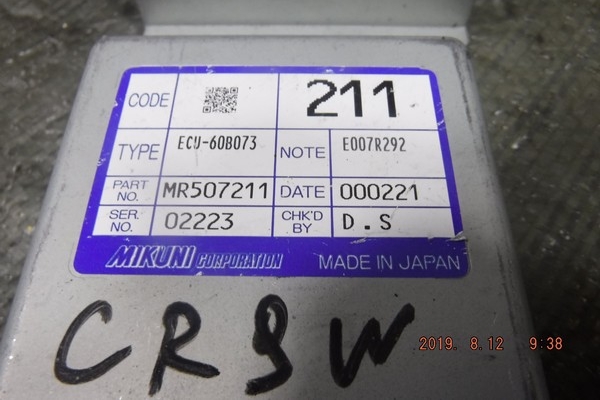 CODE 211
TYPE ECU-60B073 NOTE E007R292
PART NO. MR507211 DATE 000221
SER. NO. 02223 CHK'D BY D.S
MIKUNI CORPORATION MADE IN JAPAN
CRSW
2019. 8.12 9:38